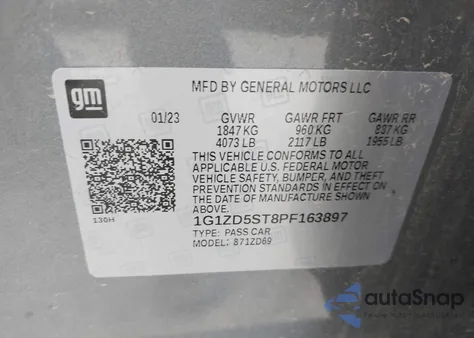 gm
MFD BY GENERAL MOTORS LLC
01/23 GVWR GAWR FRT GAWR RR
1847 KG 960 KG 887 KG
4073 LB 2117 LB 1955 LB
THIS VEHICLE CONFORMS TO ALL
APPLICABLE U.S. FEDERAL MOTOR
VEHICLE SAFETY, BUMPER, AND THEFT
PREVENTION STANDARDS IN EFFECT ON
THE DATE OF MANUFACTURE SHOWN
ABOVE.
130H
1G1ZD5ST8PF163897
TYPE: PASS CAR
MODEL: 871ZD69
autoSnap